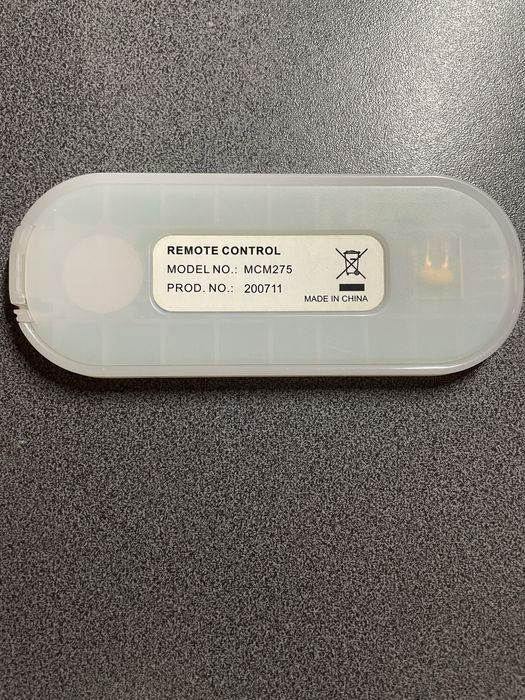 REMOTE CONTROL
MODEL NO.: MCM275
PROD. NO.: 200711
MADE IN CHINA